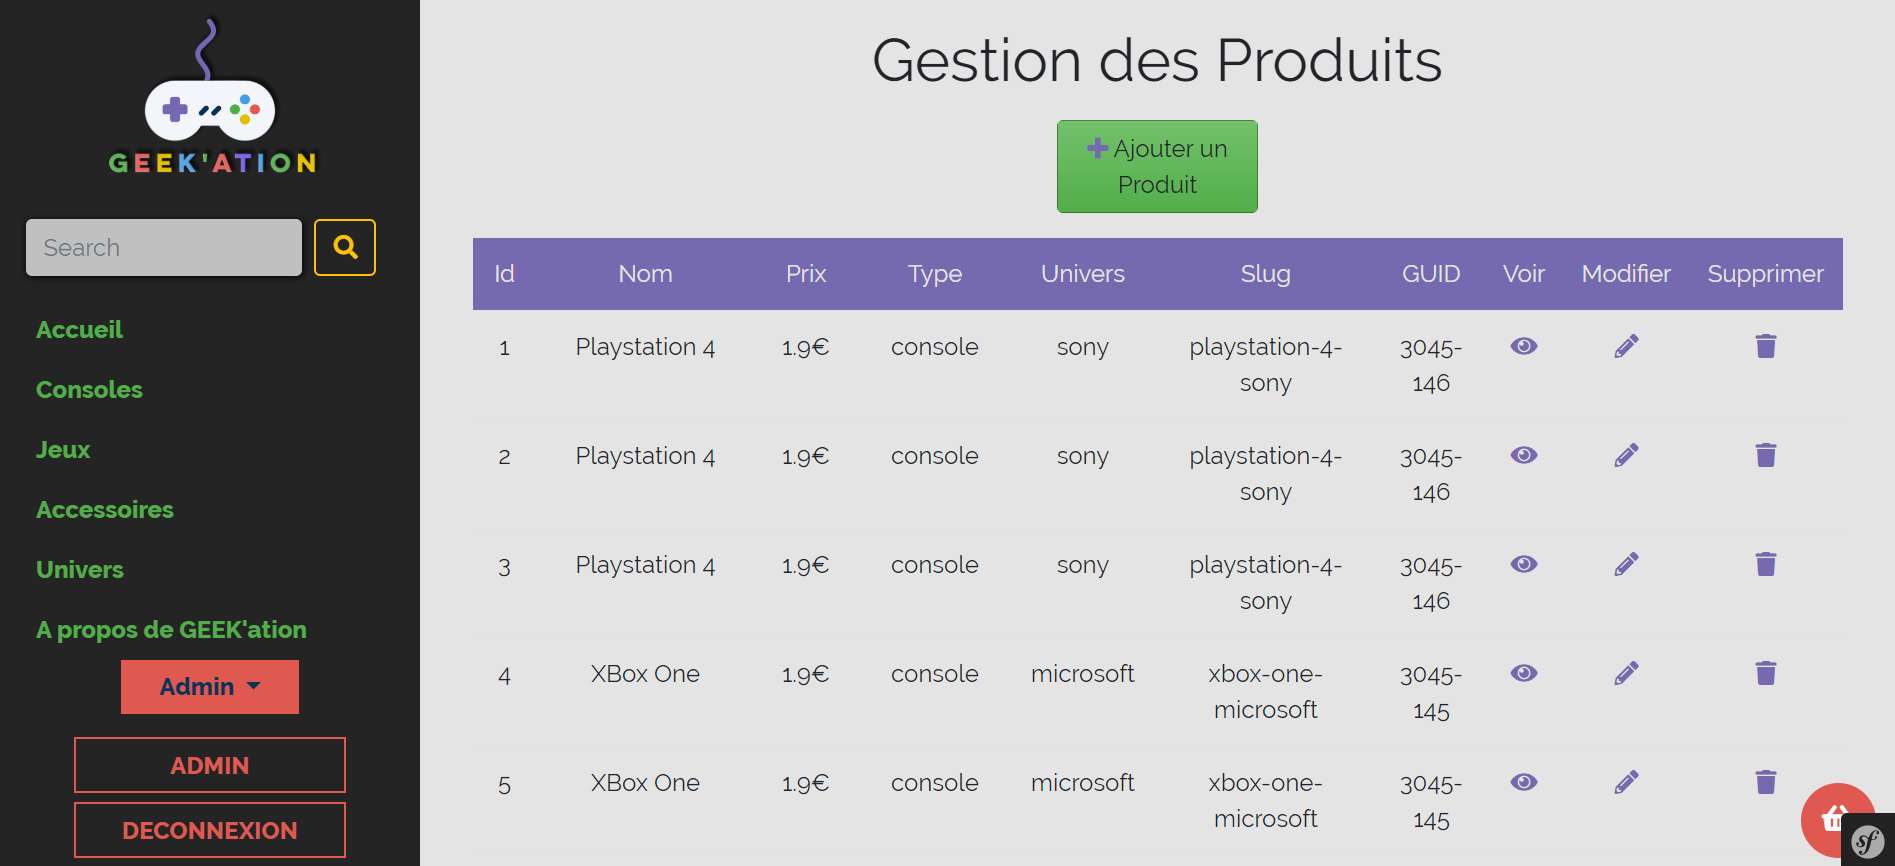 GEEK'ATION
Search
Accueil
Consoles
Jeux
Accessoires
Univers
A propos de GEEK'ation
Admin
ADMIN
DECONNEXION
Gestion des Produits
Ajouter un
Produit
Id Nom Prix Type Univers Slug GUID Voir Modifier Supprimer
1 Playstation 4 1.9€ console sony playstation-4- 3045-
sony 146
2 Playstation 4 1.9€ console sony playstation-4- 3045-
sony 146
3 Playstation 4 1.9€ console sony playstation-4- 3045-
sony 146
4 XBox One 1.9€ console microsoft xbox-one- 3045-
microsoft 145
5 XBox One 1.9€ console microsoft xbox-one- 3045-
microsoft 145
sf